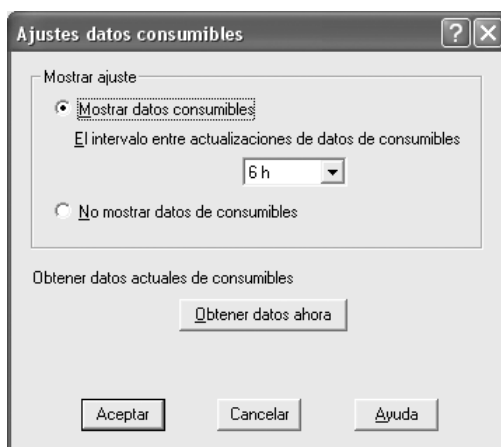 Ajustes datos consumibles
Mostrar ajuste
Mostrar datos consumibles
El intervalo entre actualizaciones de datos de consumibles
6 h
No mostrar datos de consumibles
Obtener datos actuales de consumibles
Obtener datos ahora
Aceptar Cancelar Ayuda